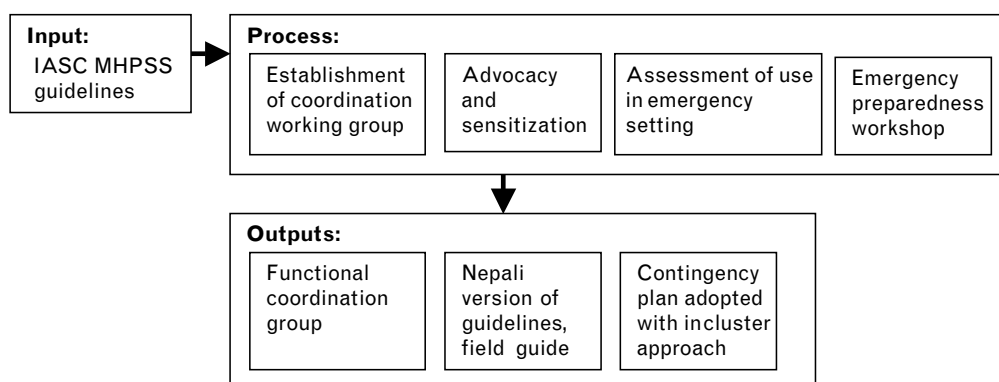 Input:
IASC MHPSS
guidelines
Process:
Establishment
of coordination
working group
Advocacy
and
sensitization
Assessment of use
in emergency
setting
Emergency
preparedness
workshop
Outputs:
Functional
coordination
group
Nepali
version of
guidelines,
field guide
Contingency
plan adopted
with incluster
approach